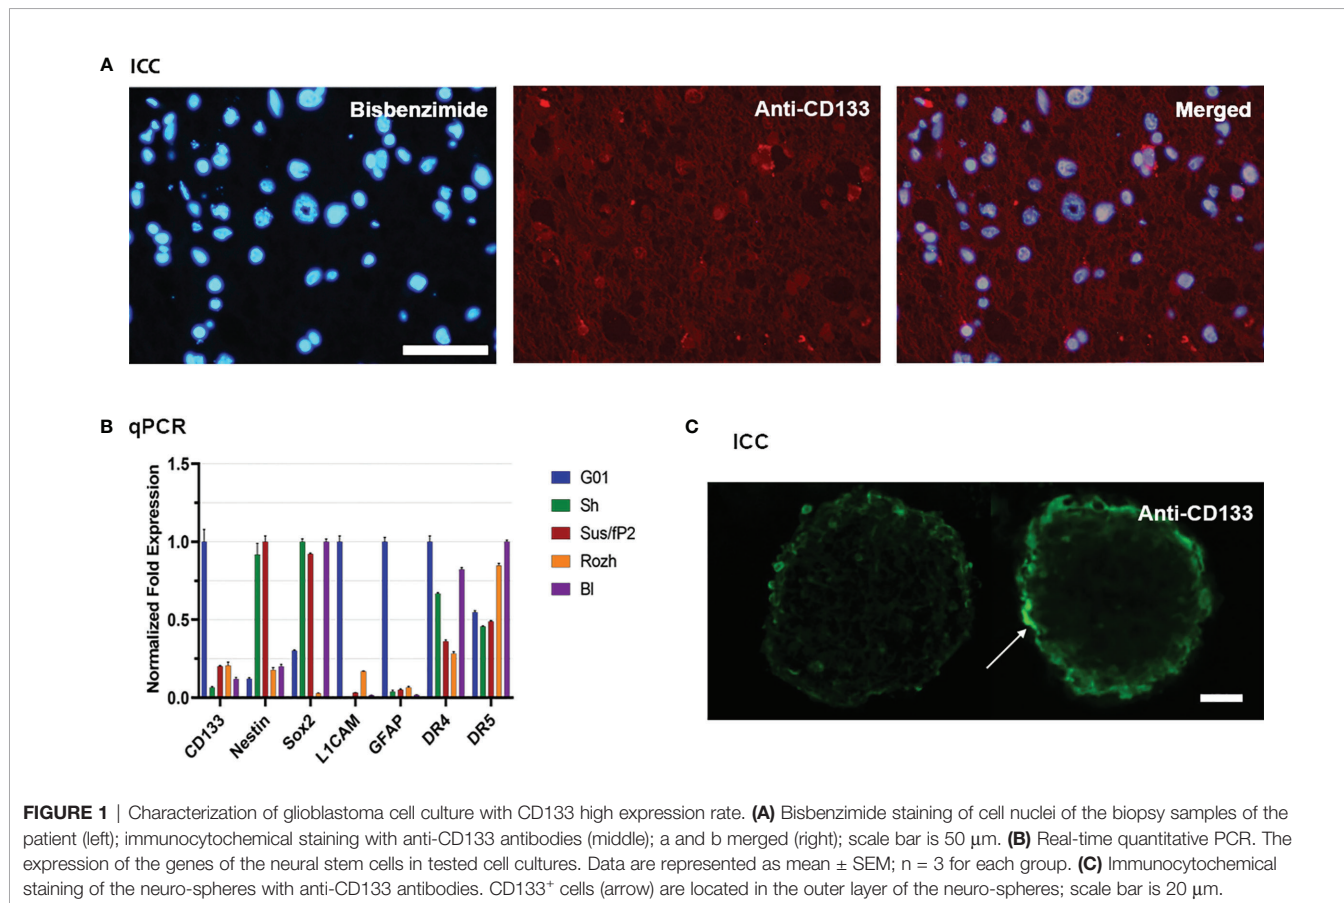 A ICC
Bisbenzimide
Anti-CD133
Merged
B qPCR
Normalized Fold Expression
1.5
1.0
0.5
0.0
CD133
Nestin
Sox2
L1CAM
GFAP
DR4
DR5
G01
Sh
Sus/fP2
Rozh
Bl
C ICC
Anti-CD133
FIGURE 1 | Characterization of glioblastoma cell culture with CD133 high expression rate. (A) Bisbenzimide staining of cell nuclei of the biopsy samples of the
patient (left); immunocytochemical staining with anti-CD133 antibodies (middle); a and b merged (right); scale bar is 50 μm. (B) Real-time quantitative PCR. The
expression of the genes of the neural stem cells in tested cell cultures. Data are represented as mean ± SEM; n = 3 for each group. (C) Immunocytochemical
staining of the neuro-spheres with anti-CD133 antibodies. CD133⁺ cells (arrow) are located in the outer layer of the neuro-spheres; scale bar is 20 μm.